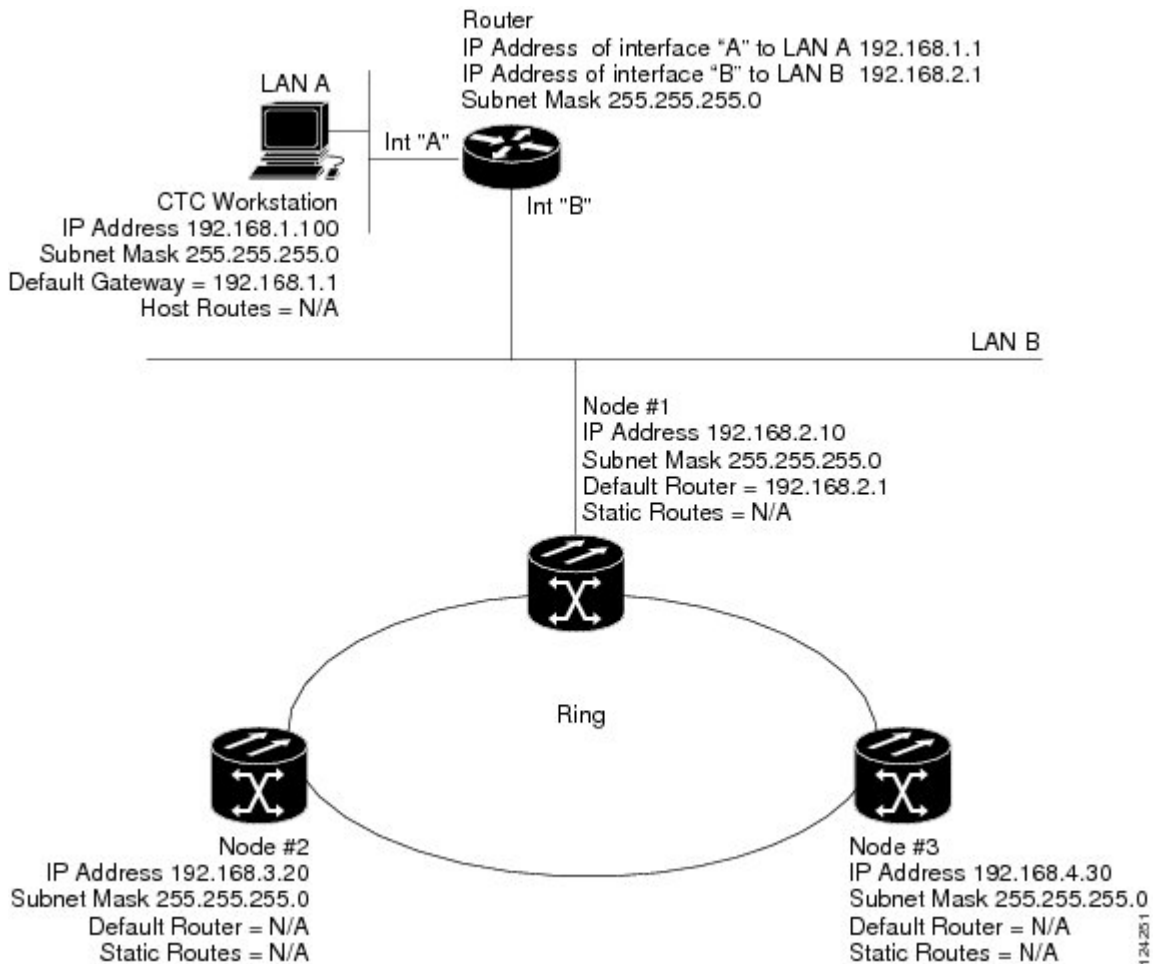 Router
IP Address of interface “A” to LAN A 192.168.1.1
IP Address of interface “B” to LAN B 192.168.2.1
Subnet Mask 255.255.255.0
LAN A
Int "A"
Int "B"
CTC Workstation
IP Address 192.168.1.100
Subnet Mask 255.255.255.0
Default Gateway = 192.168.1.1
Host Routes = N/A
LAN B
Node #1
IP Address 192.168.2.10
Subnet Mask 255.255.255.0
Default Router = 192.168.2.1
Static Routes = N/A
Ring
Node #2
IP Address 192.168.3.20
Subnet Mask 255.255.255.0
Default Router = N/A
Static Routes = N/A
Node #3
IP Address 192.168.4.30
Subnet Mask 255.255.255.0
Default Router = N/A
Static Routes = N/A
124251